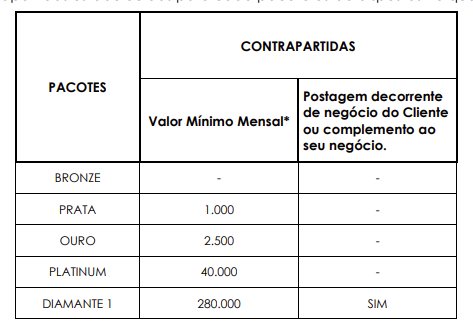 CONTRAPARTIDAS
PACOTES
Valor Mínimo Mensal*
Postagem decorrente
de negócio do Cliente
ou complemento ao
seu negócio.
BRONZE - -
PRATA 1.000 -
OURO 2.500 -
PLATINUM 40.000 -
DIAMANTE 1 280.000 SIM